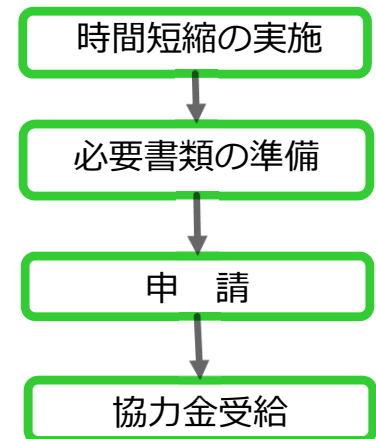 時間短縮の実施
必要書類の準備
申　請
協力金受給